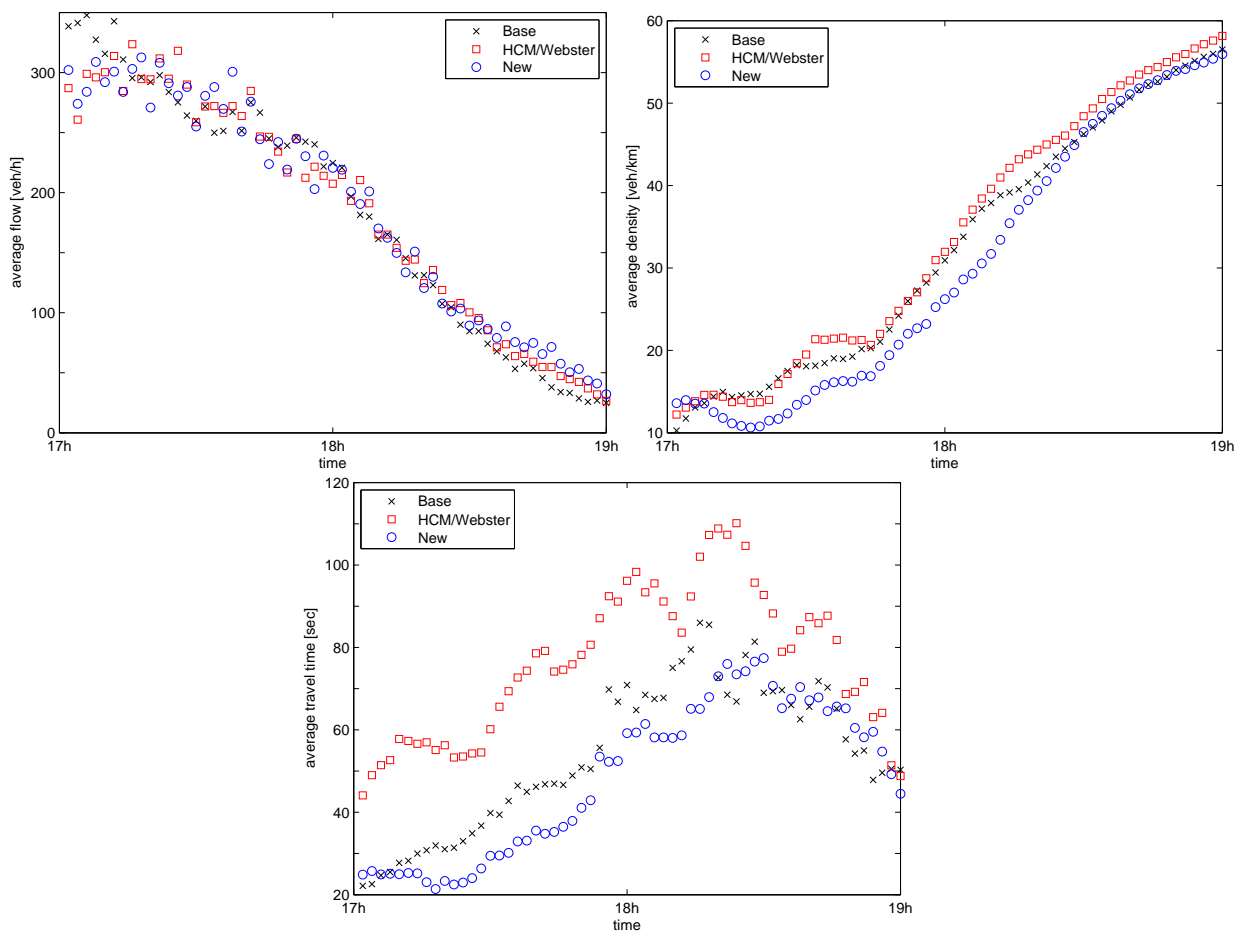 Base
HCM/Webster
New
300
200
100
0
average flow [veh/h]
17h
18h
19h
time
Base
HCM/Webster
New
60
50
40
30
20
10
average density [veh/km]
17h
18h
19h
time
Base
HCM/Webster
New
120
100
80
60
40
20
average travel time [sec]
17h
18h
19h
time